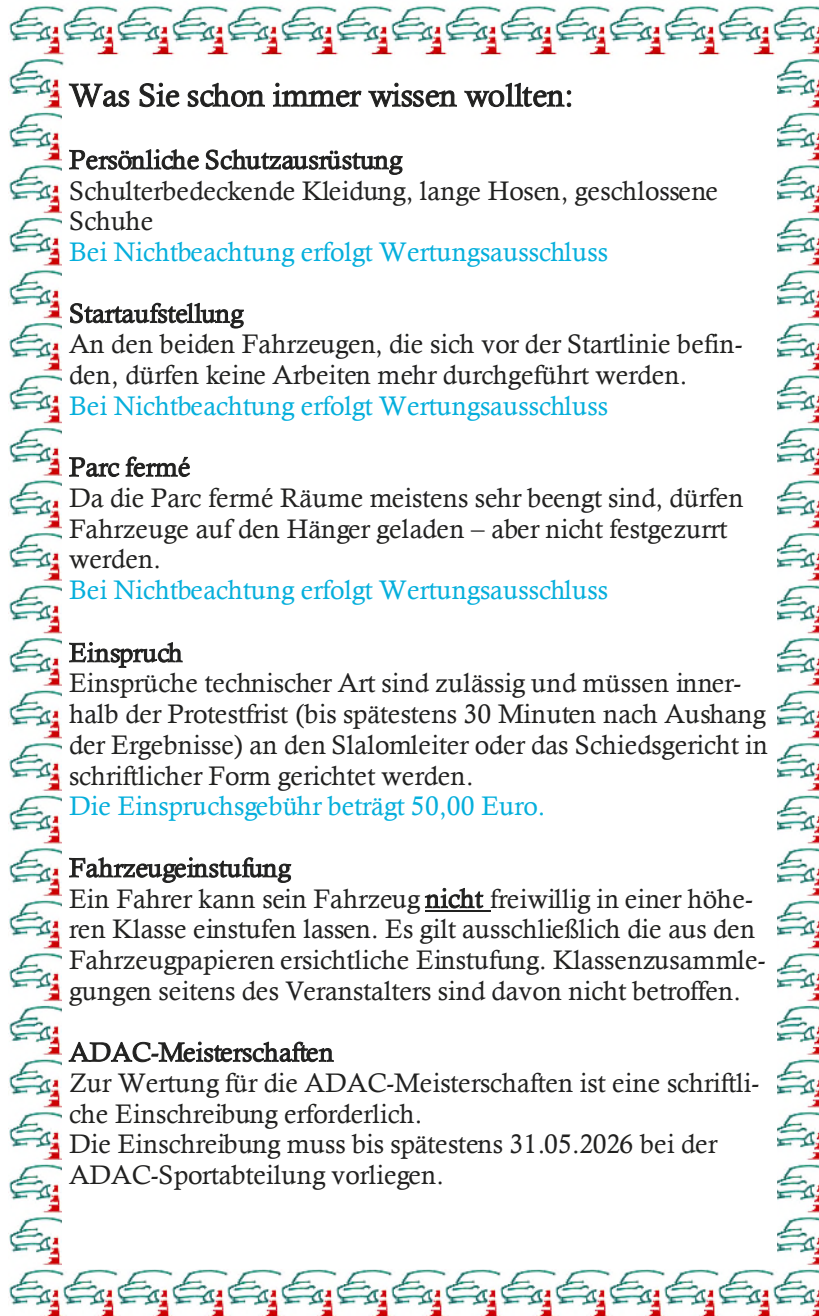 Was Sie schon immer wissen wollten:
Persönliche Schutzausrüstung
Schulterbedeckende Kleidung, lange Hosen, geschlossene
Schuhe
Bei Nichtbeachtung erfolgt Wertungsausschluss
Startaufstellung
An den beiden Fahrzeugen, die sich vor der Startlinie befin-
den, dürfen keine Arbeiten mehr durchgeführt werden.
Bei Nichtbeachtung erfolgt Wertungsausschluss
Parc fermé
Da die Parc fermé Räume meistens sehr beengt sind, dürfen
Fahrzeuge auf den Hänger geladen – aber nicht festgezurrt
werden.
Bei Nichtbeachtung erfolgt Wertungsausschluss
Einspruch
Einsprüche technischer Art sind zulässig und müssen inner-
halb der Protestfrist (bis spätestens 30 Minuten nach Aushang
der Ergebnisse) an den Slalomleiter oder das Schiedsgericht in
schriftlicher Form gerichtet werden.
Die Einspruchsgebühr beträgt 50,00 Euro.
Fahrzeugeinstufung
Ein Fahrer kann sein Fahrzeug nicht freiwillig in einer höhe-
ren Klasse einstufen lassen. Es gilt ausschließlich die aus den
Fahrzeugpapieren ersichtliche Einstufung. Klassenzusammle-
gungen seitens des Veranstalters sind davon nicht betroffen.
ADAC-Meisterschaften
Zur Wertung für die ADAC-Meisterschaften ist eine schriftli-
che Einschreibung erforderlich.
Die Einschreibung muss bis spätestens 31.05.2026 bei der
ADAC-Sportabteilung vorliegen.